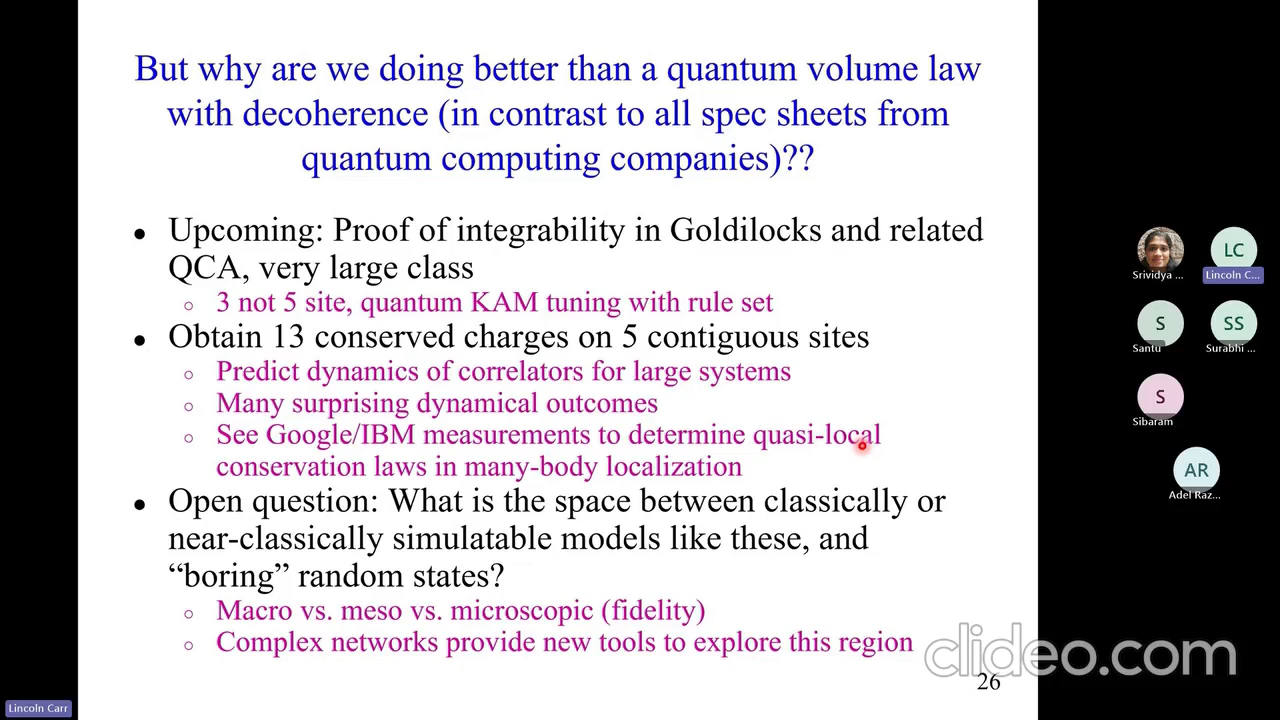 But why are we doing better than a quantum volume law
with decoherence (in contrast to all spec sheets from
quantum computing companies)??
● Upcoming: Proof of integrability in Goldilocks and related
QCA, very large class
○ 3 not 5 site, quantum KAM tuning with rule set
● Obtain 13 conserved charges on 5 contiguous sites
○ Predict dynamics of correlators for large systems
○ Many surprising dynamical outcomes
○ See Google/IBM measurements to determine quasi-local
conservation laws in many-body localization
● Open question: What is the space between classically or
near-classically simulatable models like these, and
“boring” random states?
○ Macro vs. meso vs. microscopic (fidelity)
○ Complex networks provide new tools to explore this region
clideo.com
26
Lincoln Carr
LC
Srividya ...
Lincoln C...
S
SS
Santu
Surabhi ...
S
Sibaram
AR
Adel Raz...